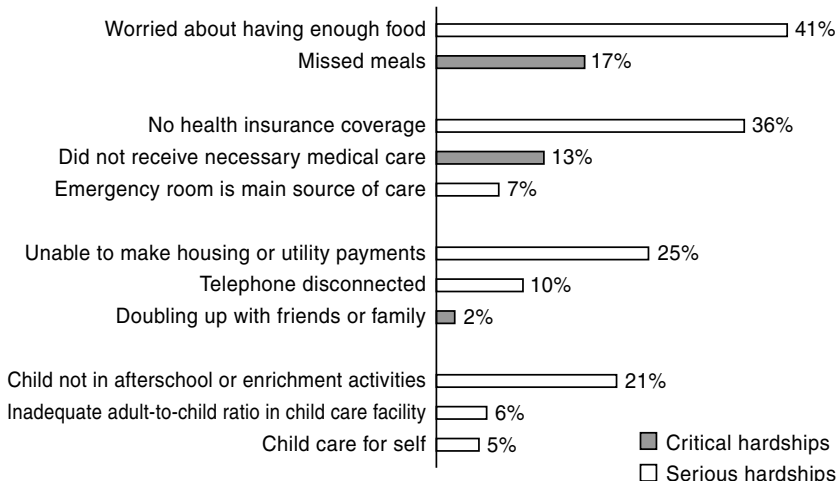 Worried about having enough food 41%
Missed meals 17%
No health insurance coverage 36%
Did not receive necessary medical care 13%
Emergency room is main source of care 7%
Unable to make housing or utility payments 25%
Telephone disconnected 10%
Doubling up with friends or family 2%
Child not in afterschool or enrichment activities 21%
Inadequate adult-to-child ratio in child care facility 6%
Child care for self 5%
Critical hardships
Serious hardships